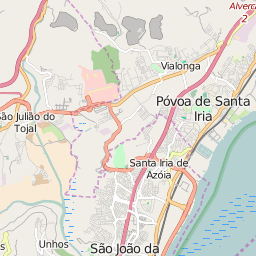 Alverca
2
Vialonga
Póvoa de Santa
Iria
São Julião do
Tojal
Santa Iria de
Azóia
Unhos
São João da